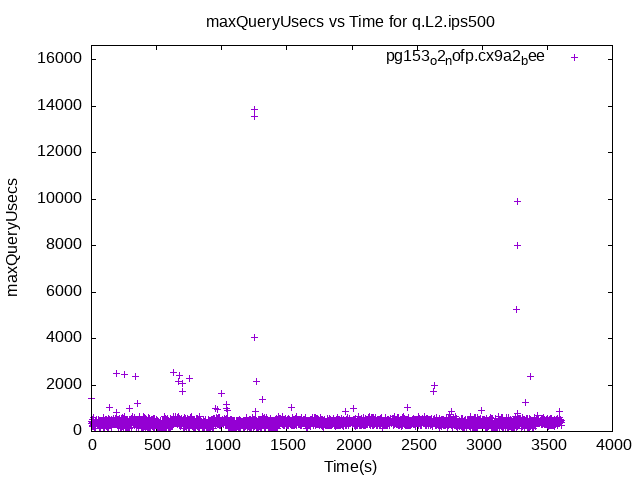 maxQueryUsecs vs Time for q.L2.ips500
pg153o2nofp.cx9a2bee
16000
14000
12000
10000
8000
6000
4000
2000
0
maxQueryUsecs
0 500 1000 1500 2000 2500 3000 3500 4000
Time(s)